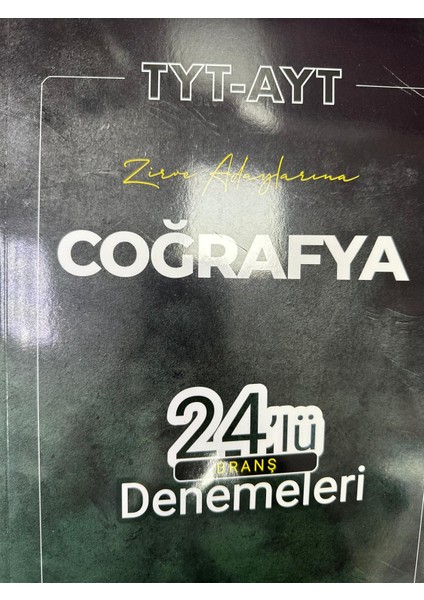 TYT-AYT
Zirve Adaylarına
COĞRAFYA
24'lü
BRANŞ
Denemeleri